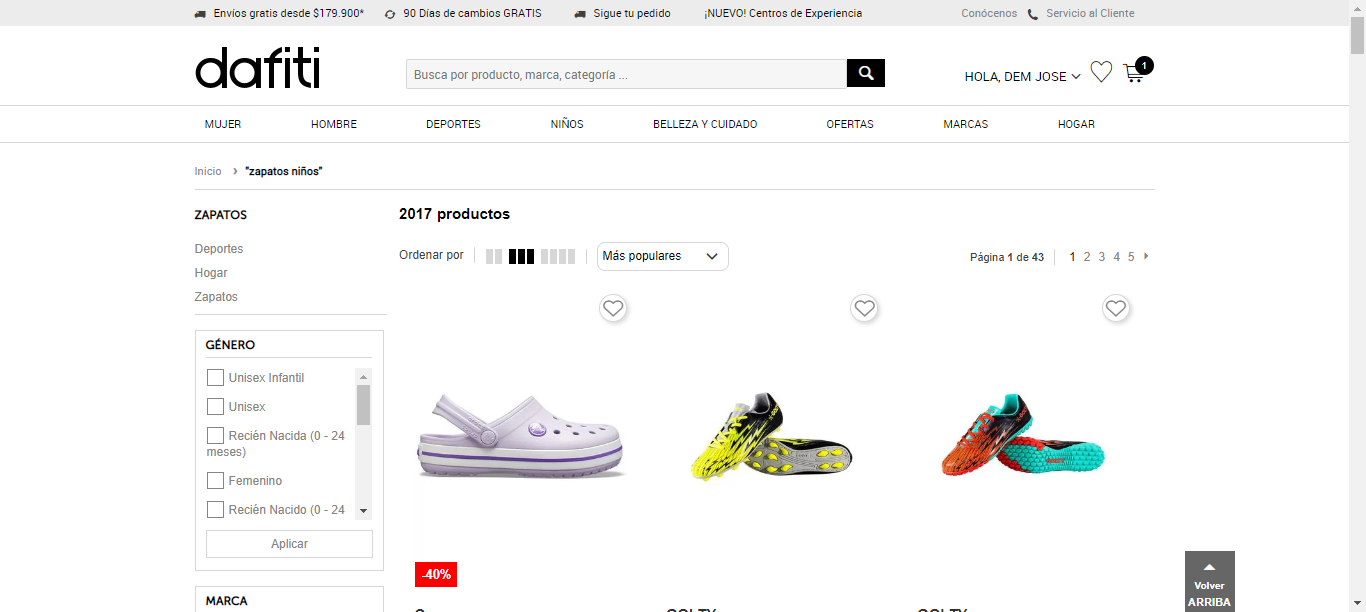 Envíos gratis desde $179.900* 90 Días de cambios GRATIS Sigue tu pedido ¡NUEVO! Centros de Experiencia Conócenos Servicio al Cliente
dafiti
Busca por producto, marca, categoría ...
HOLA, DEM JOSE
1
MUJER HOMBRE DEPORTES NIÑOS BELLEZA Y CUIDADO OFERTAS MARCAS HOGAR
Inicio › "zapatos niños"
ZAPATOS
Deportes
Hogar
Zapatos
GÉNERO
Unisex Infantil
Unisex
Recién Nacida (0 - 24
meses)
Femenino
Recién Nacido (0 - 24
Aplicar
MARCA
2017 productos
Ordenar por Más populares Página 1 de 43 1 2 3 4 5
-40%
Volver
ARRIBA